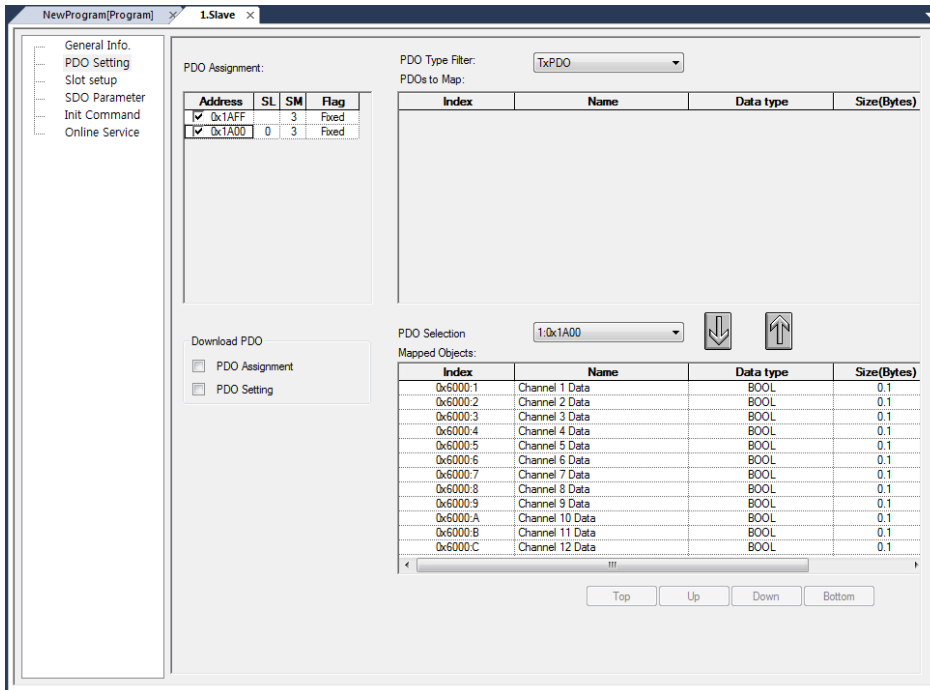 NewProgram[Program] × 1.Slave ×
General Info.
PDO Setting
Slot setup
SDO Parameter
Init Command
Online Service
PDO Assignment:
Address SL SM Flag
0x1AFF 3 Fixed
0x1A00 0 3 Fixed
Download PDO
PDO Assignment
PDO Setting
PDO Type Filter: TxPDO
PDOs to Map:
Index Name Data type Size(Bytes)
PDO Selection 1:0x1A00
Mapped Objects:
Index Name Data type Size(Bytes)
0x6000:1 Channel 1 Data BOOL 0.1
0x6000:2 Channel 2 Data BOOL 0.1
0x6000:3 Channel 3 Data BOOL 0.1
0x6000:4 Channel 4 Data BOOL 0.1
0x6000:5 Channel 5 Data BOOL 0.1
0x6000:6 Channel 6 Data BOOL 0.1
0x6000:7 Channel 7 Data BOOL 0.1
0x6000:8 Channel 8 Data BOOL 0.1
0x6000:9 Channel 9 Data BOOL 0.1
0x6000:A Channel 10 Data BOOL 0.1
0x6000:B Channel 11 Data BOOL 0.1
0x6000:C Channel 12 Data BOOL 0.1
Top Up Down Bottom